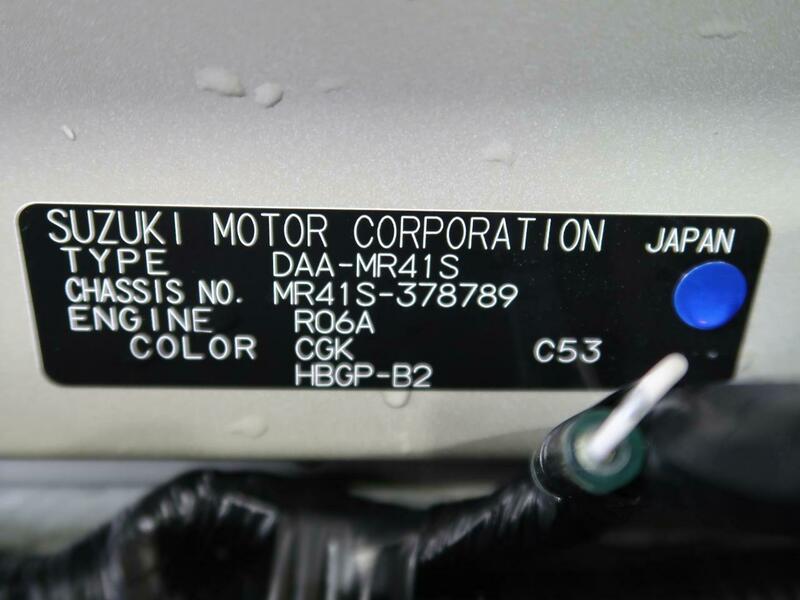 SUZUKI MOTOR CORPORATION JAPAN
TYPE DAA-MR41S
CHASSIS NO. MR41S-378789
ENGINE R06A
COLOR CGK C53
HBGP-B2